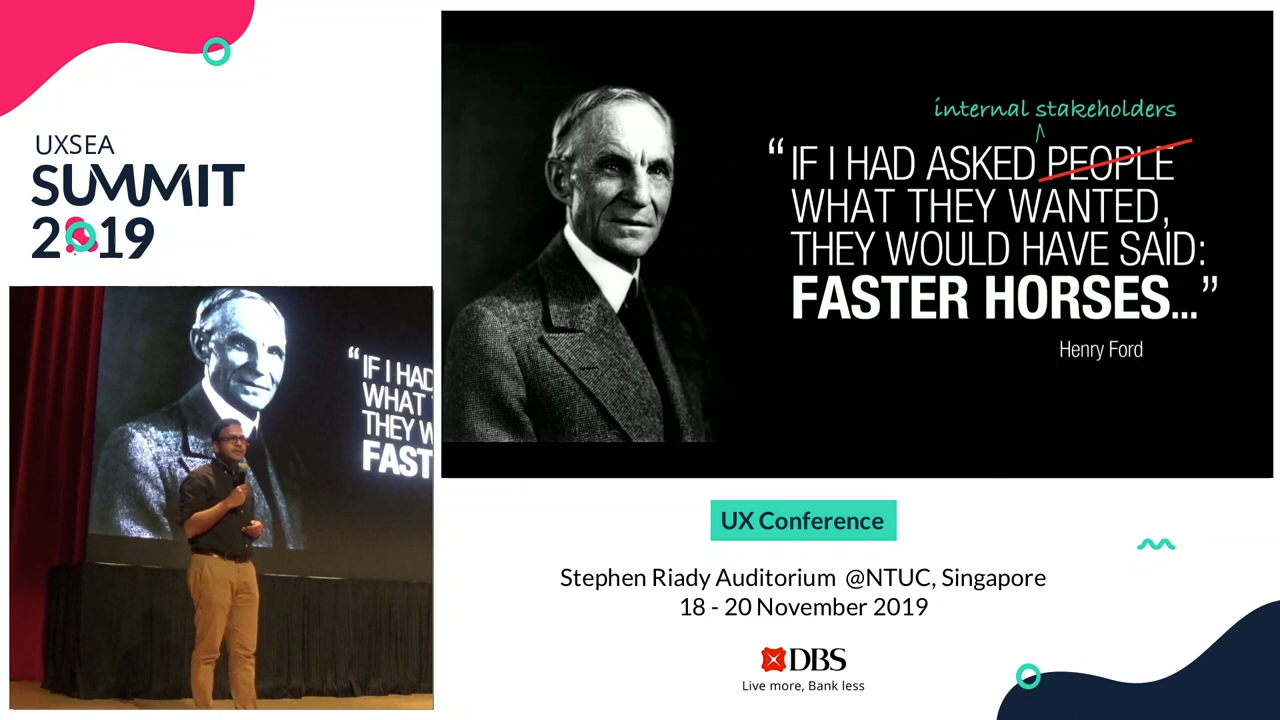 UXSEA
SUMMIT
2019
internal stakeholders
^
“IF I HAD ASKED PEOPLE
WHAT THEY WANTED,
THEY WOULD HAVE SAID:
FASTER HORSES...”
Henry Ford
“IF I HAD
WHAT
THEY W
FAST
UX Conference
Stephen Riady Auditorium @NTUC, Singapore
18 - 20 November 2019
DBS
Live more, Bank less